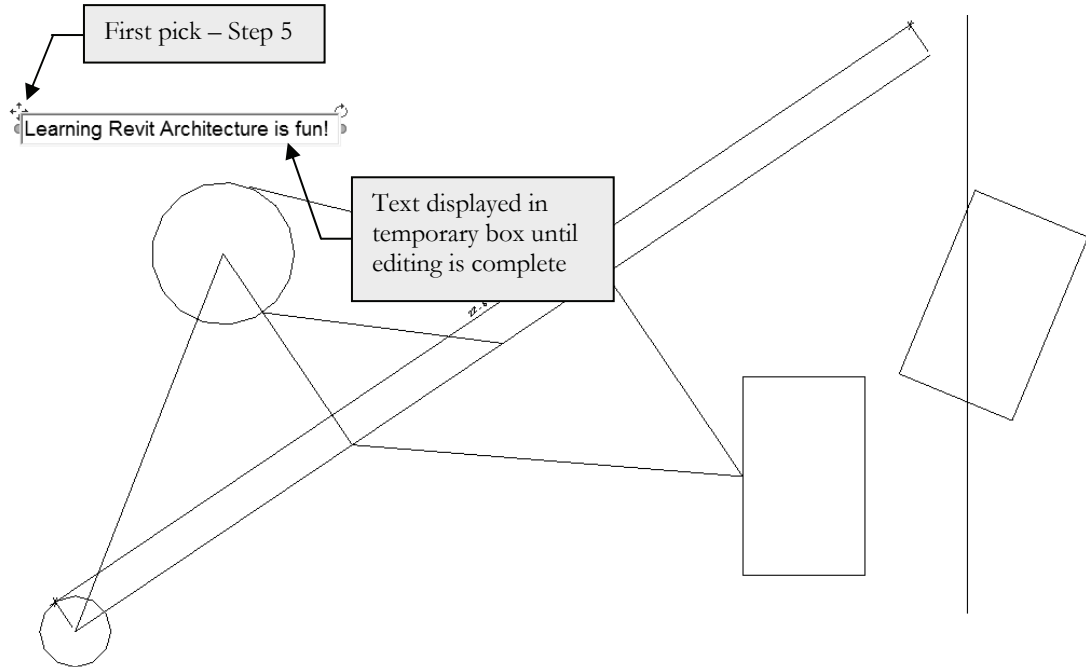 First pick – Step 5
Learning Revit Architecture is fun!
Text displayed in
temporary box until
editing is complete